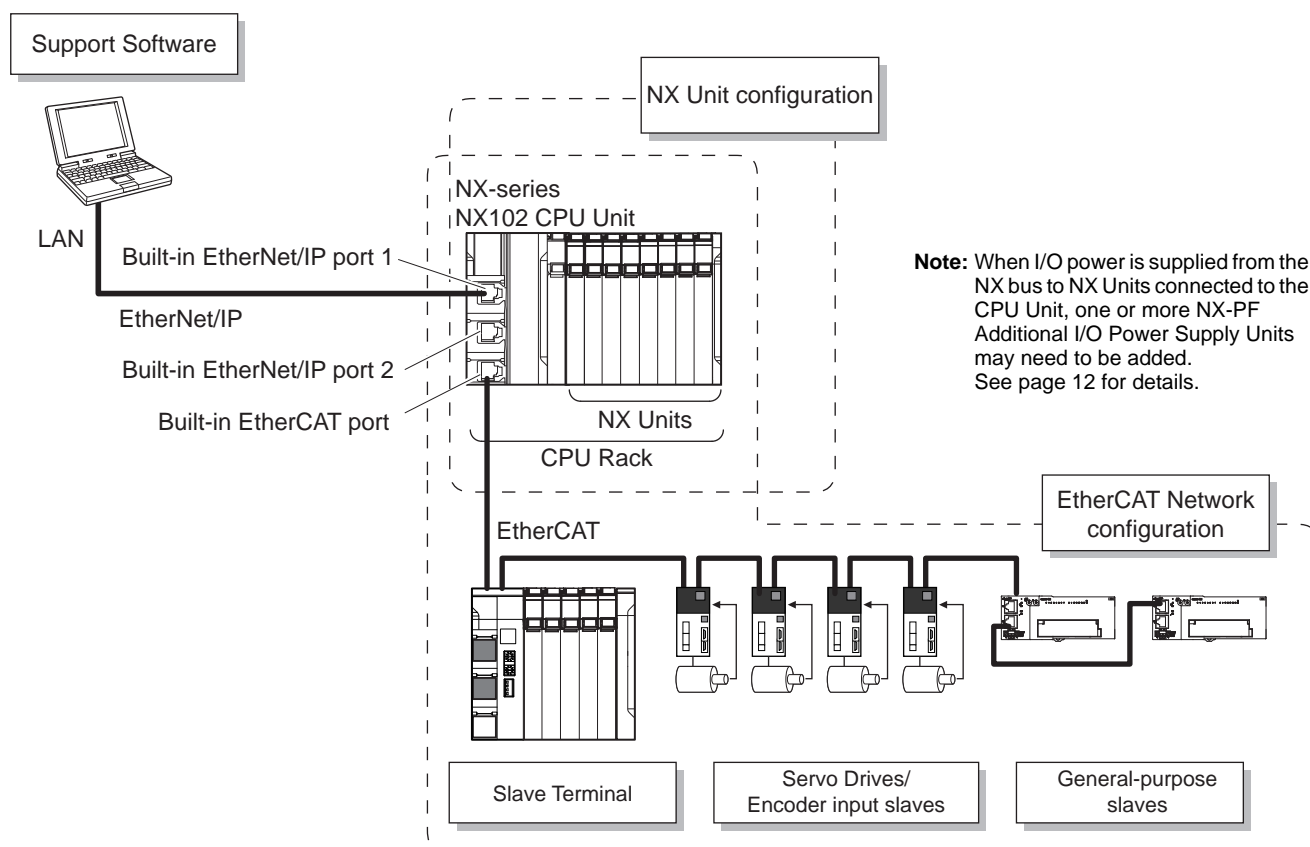 Support Software
NX Unit configuration
NX-series
NX102 CPU Unit
LAN
Built-in EtherNet/IP port 1
EtherNet/IP
Built-in EtherNet/IP port 2
Built-in EtherCAT port
NX Units
CPU Rack
Note: When I/O power is supplied from the
NX bus to NX Units connected to the
CPU Unit, one or more NX-PF
Additional I/O Power Supply Units
may need to be added.
See page 12 for details.
EtherCAT Network
configuration
EtherCAT
Slave Terminal
Servo Drives/
Encoder input slaves
General-purpose
slaves